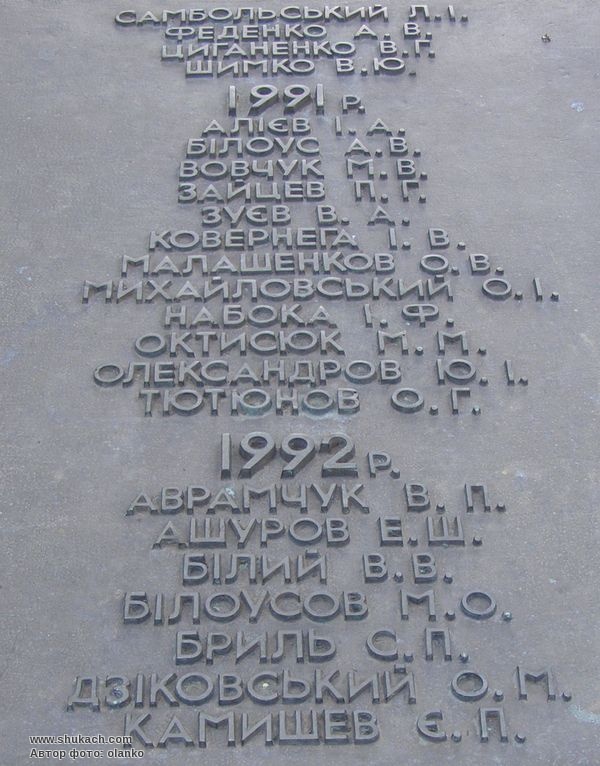 САМБОЛЬСЬКИЙ Л.І.
ФЕДЕНКО А.В.
ЦИГАНЕНКО В.Г.
ШИМКО В.Ю.
1991 р.
АЛІЄВ І.А.
БІЛОУС А.В.
ВОВЧУК М.В.
ЗАЙЦЕВ П.Г.
ЗУЄВ В.А.
КОВЕРНЕГА І.В.
МАЛАШЕНКОВ О.В.
МИХАЙЛОВСЬКИЙ О.І.
НАБОКА І.Ф.
ОКТИСЮК М.М.
ОЛЕКСАНДРОВ Ю.І.
ТЮТЮНОВ О.Г.
1992 р.
АВРАМЧУК В.П.
АШУРОВ Е.Ш.
БІЛИЙ В.В.
БІЛОУСОВ М.О.
БРИЛЬ С.П.
ДЗІКОВСЬКИЙ О.М.
КАМИШЕВ Є.П.
www.shukach.com
Автор фото: olanko